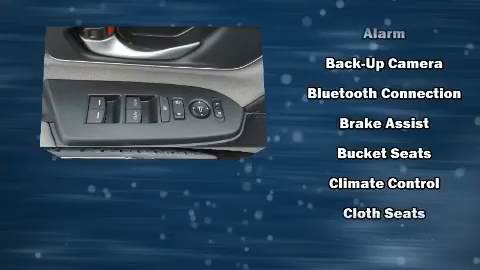 Alarm
Back-Up Camera
Bluetooth Connection
Brake Assist
Bucket Seats
Climate Control
Cloth Seats